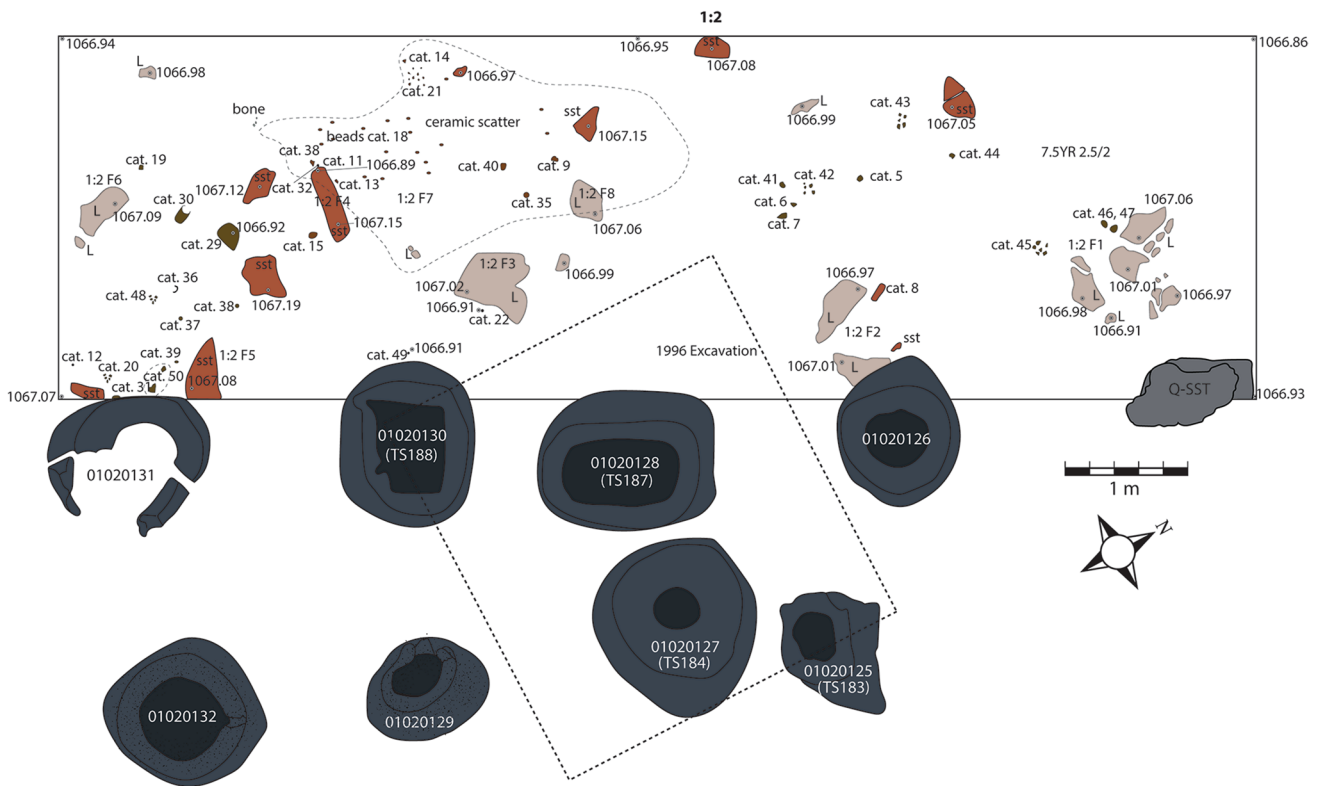 1:2
1066.94
1066.95
1066.86
sst
1067.08
L
1066.98
cat. 14
1066.97
cat. 21
bone
ceramic scatter
beads cat. 18
sst
1067.15
L
1066.99
cat. 43
sst
1067.05
cat. 44
7.5YR 2.5/2
cat. 19
cat. 38
cat. 11
1066.89
cat. 40
cat. 9
1:2 F6
L
1067.09
L
cat. 30
sst
1067.12
cat. 32
cat. 13
1:2 F4
1:2 F7
1067.15
sst
cat. 35
1:2 F8
L
1067.06
cat. 41
cat. 42
cat. 5
cat. 6
cat. 7
cat. 46, 47
1067.06
L
cat. 45
1:2 F1
1067.01
1066.98
L
L
1066.91
1066.97
1066.92
cat. 29
cat. 15
L
sst
1067.19
cat. 36
cat. 48
cat. 38
cat. 37
1:2 F3
1067.02
L
1066.91
cat. 22
1066.99
1066.97
cat. 8
L
1:2 F2
sst
1067.01
cat. 12
cat. 20
cat. 39
cat. 50
cat. 31
sst
sst
1:2 F5
1067.08
1066.91
cat. 49
1996 Excavation
1067.07
Q-SST
1066.93
01020131
01020130
(TS188)
01020128
(TS187)
01020126
1 m
N
01020127
(TS184)
01020125
(TS183)
01020132
01020129